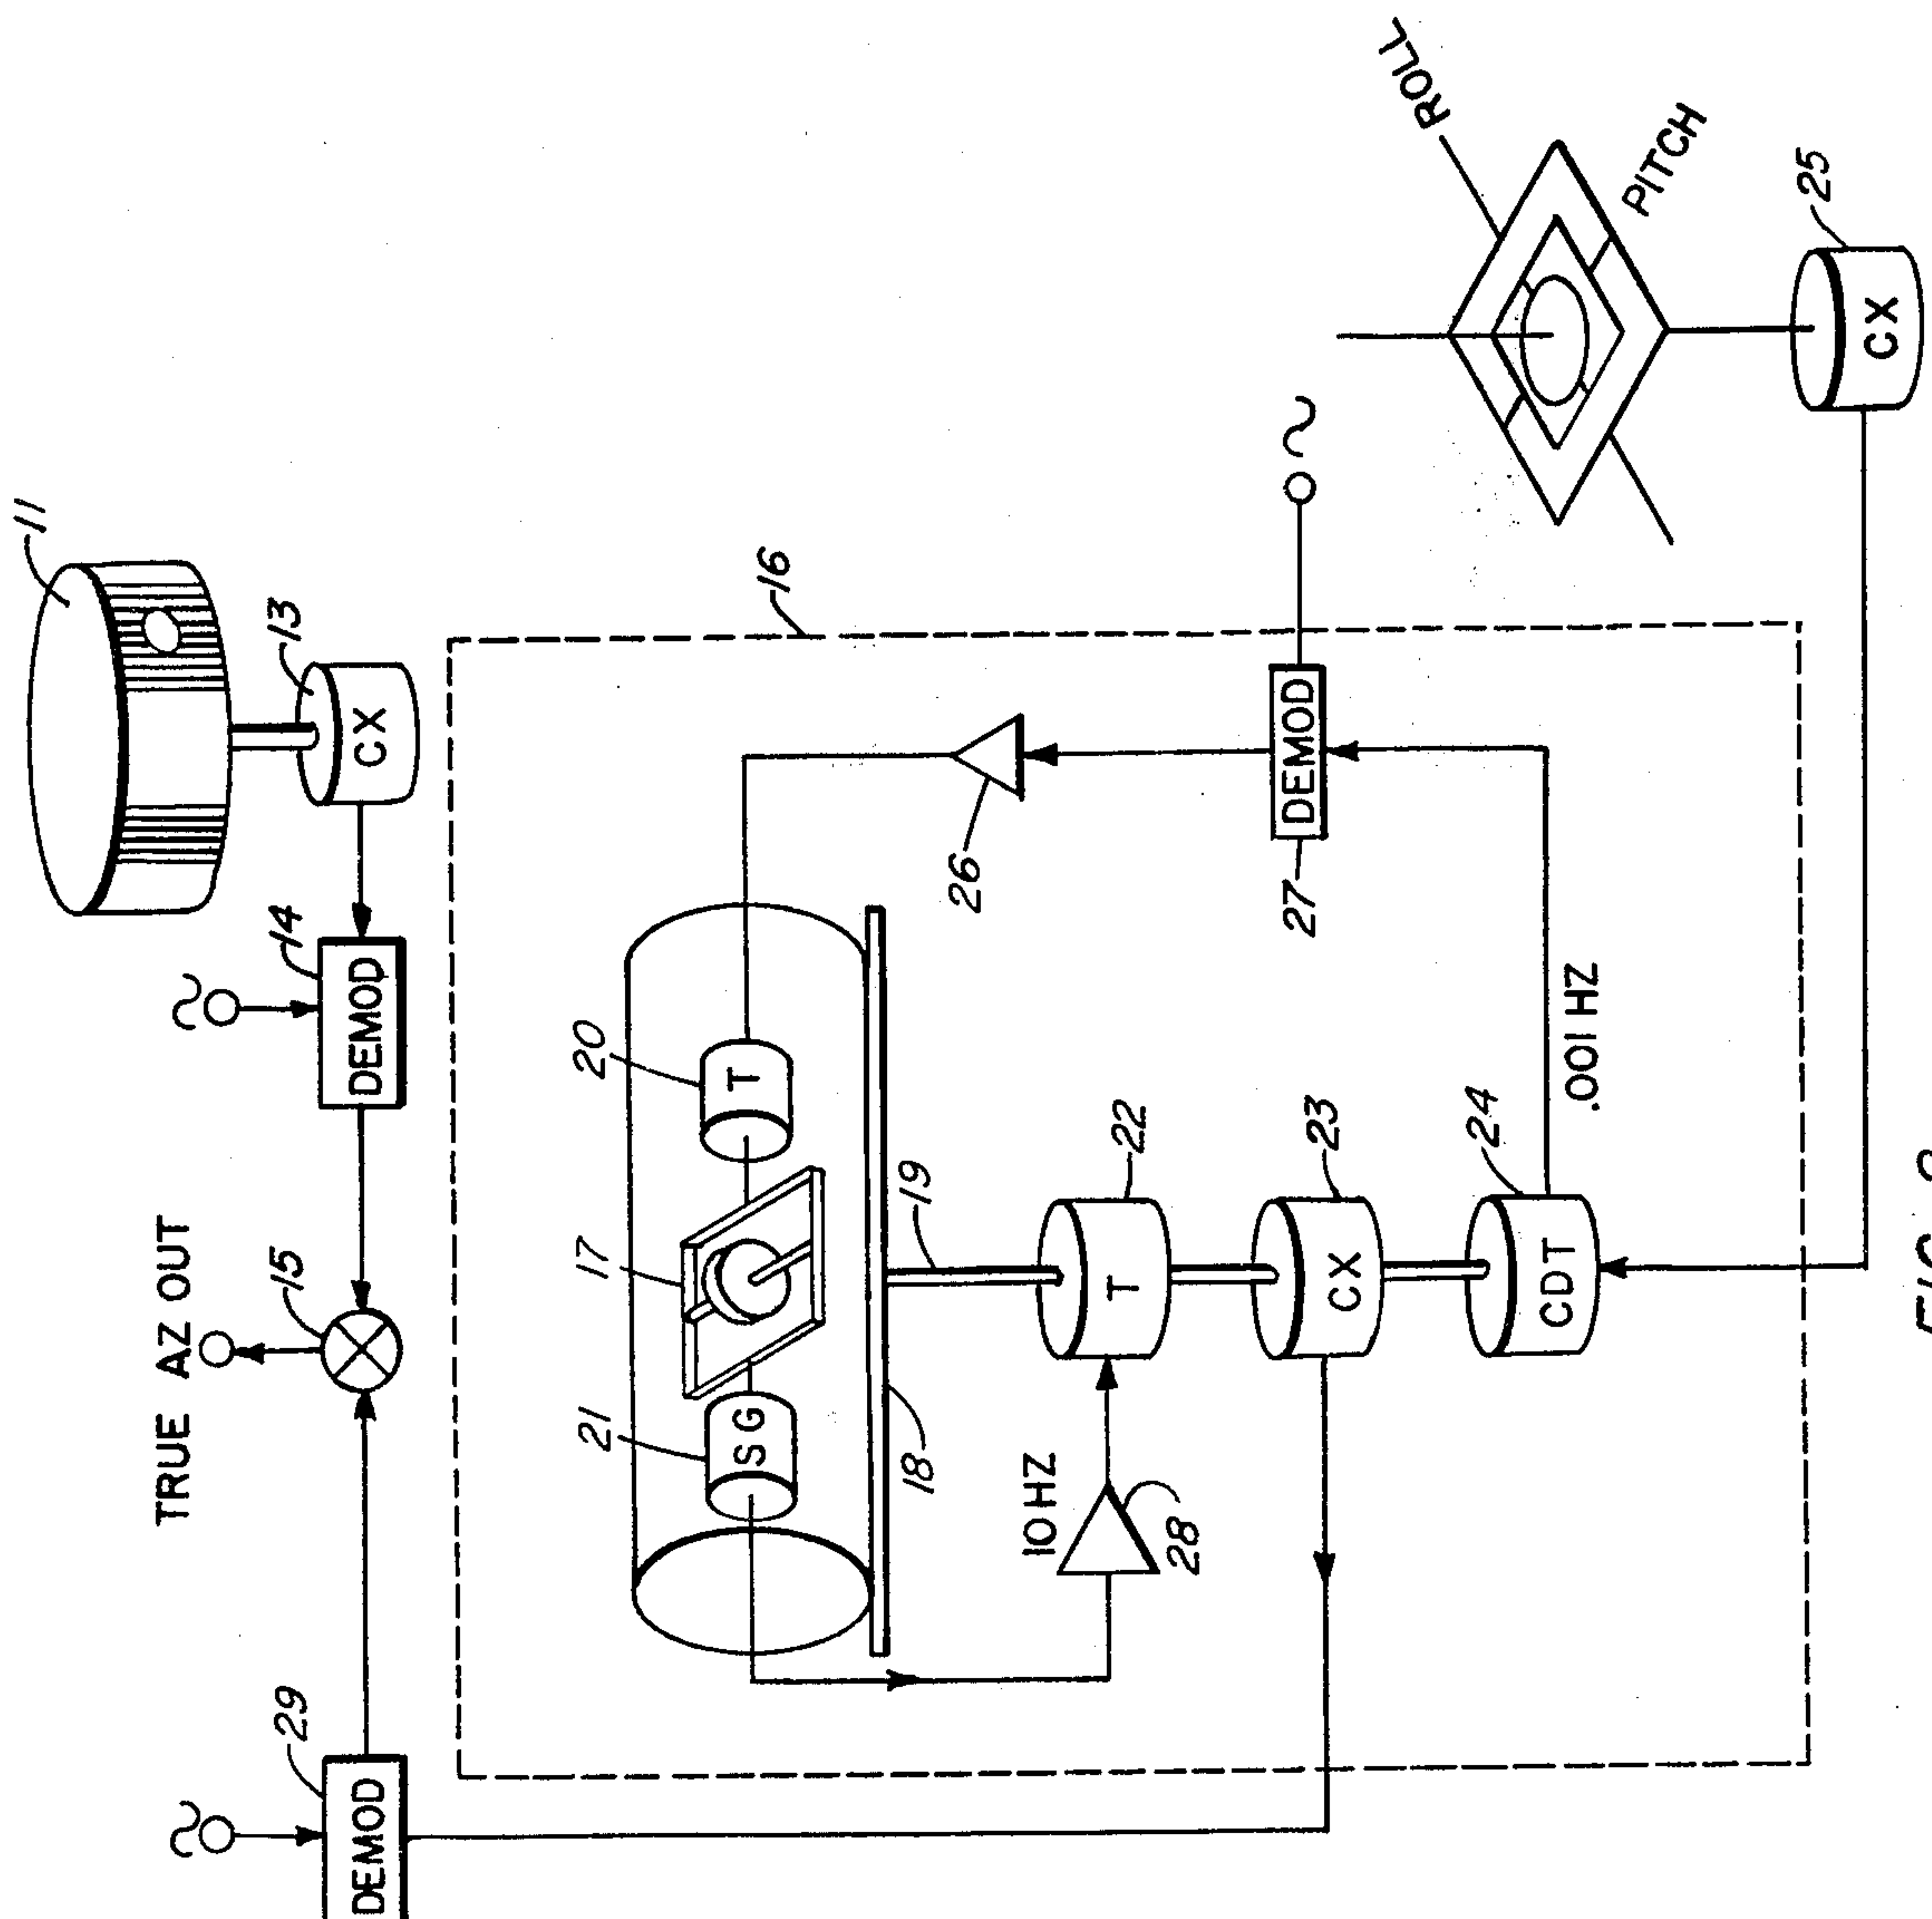 11
13
CX
14
DEMOD
TRUE AZ OUT
15
29
DEMOD
16
20
T
17
21
SG
18
19
26
DEMOD
27
10 HZ
28
22
T
23
CX
24
CDT
.001 HZ
ROLL
PITCH
25
CX